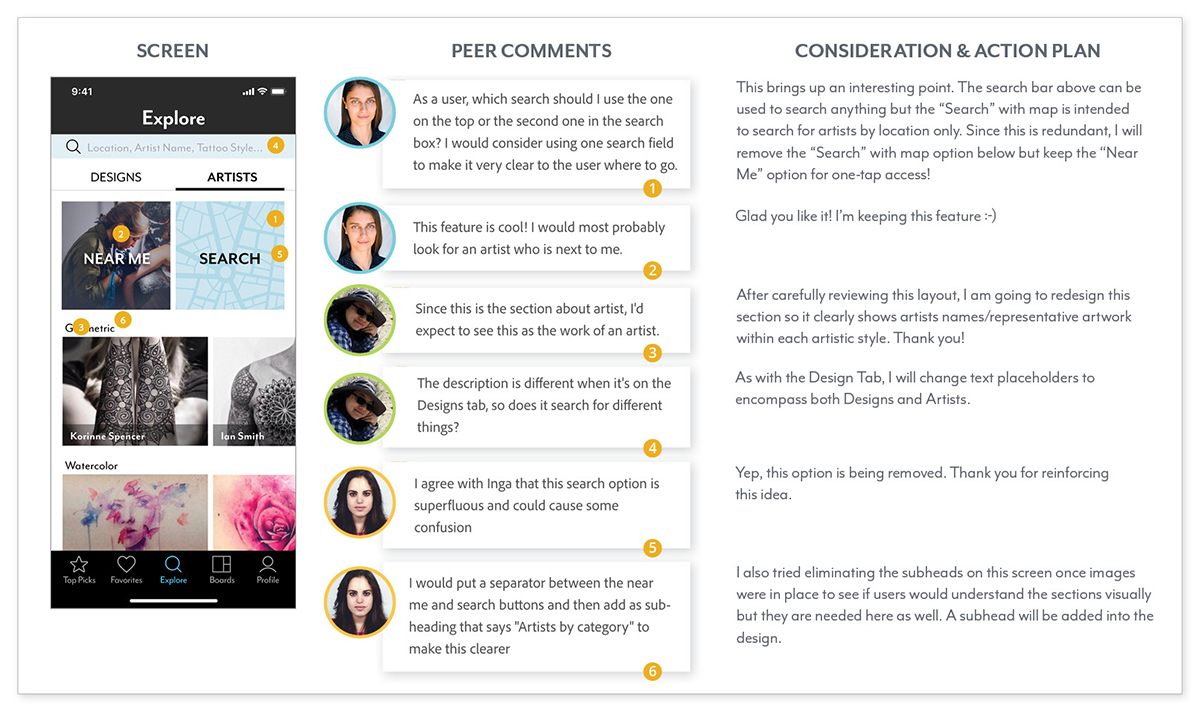 SCREEN
PEER COMMENTS
CONSIDERATION & ACTION PLAN
9:41
Explore
Location, Artist Name, Tattoo Style...
4
DESIGNS
ARTISTS
1
2
NEAR ME
SEARCH
5
3
6
Korinne Spencer
Ian Smith
Watercolor
Top Picks
Favorites
Explore
Boards
Profile
As a user, which search should I use the one
on the top or the second one in the search
box? I would consider using one search field
to make it very clear to the user where to go.
1
This feature is cool! I would most probably
look for an artist who is next to me.
2
Since this is the section about artist, I'd
expect to see this as the work of an artist.
3
The description is different when it's on the
Designs tab, so does it search for different
things?
4
I agree with Inga that this search option is
superfluous and could cause some
confusion
5
I would put a separator between the near
me and search buttons and then add as sub-
heading that says "Artists by category" to
make this clearer
6
This brings up an interesting point. The search bar above can be
used to search anything but the “Search” with map is intended
to search for artists by location only. Since this is redundant, I will
remove the “Search” with map option below but keep the “Near
Me” option for one-tap access!
Glad you like it! I’m keeping this feature :-)
After carefully reviewing this layout, I am going to redesign this
section so it clearly shows artists names/representative artwork
within each artistic style. Thank you!
As with the Design Tab, I will change text placeholders to
encompass both Designs and Artists.
Yep, this option is being removed. Thank you for reinforcing
this idea.
I also tried eliminating the subheads on this screen once images
were in place to see if users would understand the sections visually
but they are needed here as well. A subhead will be added into the
design.